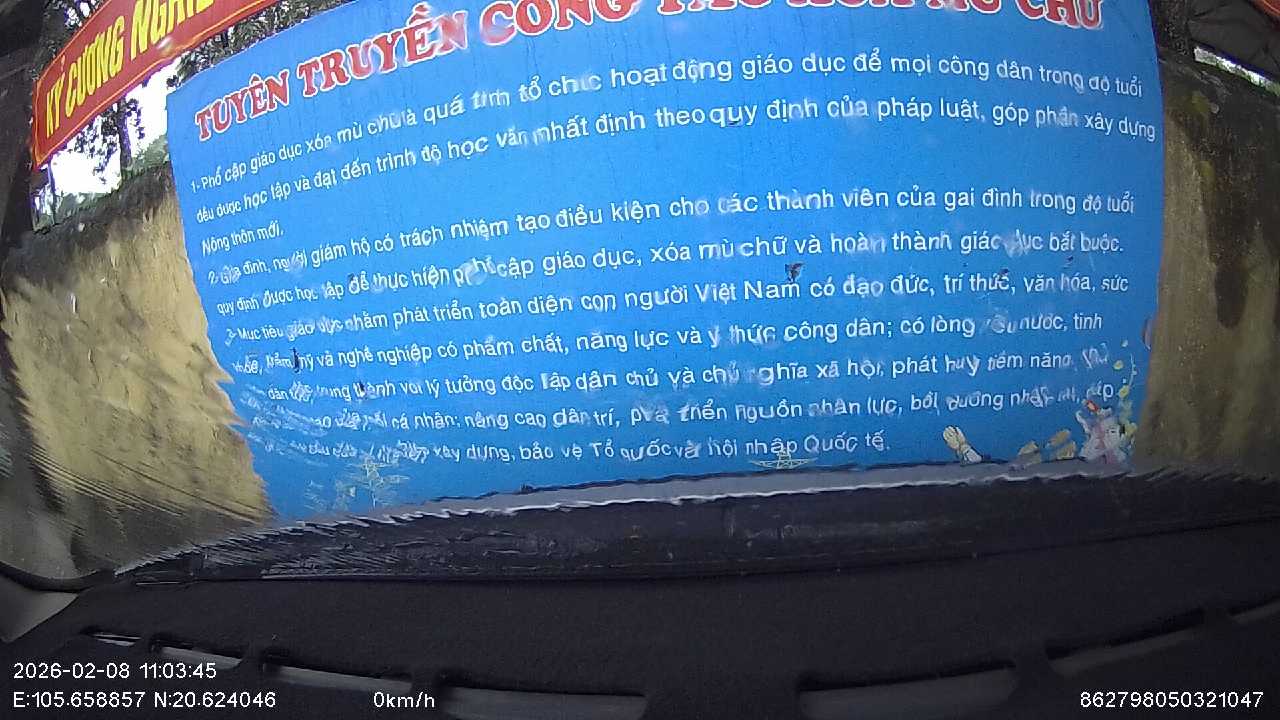 KỶ CƯƠNG
TUYÊN TRUYỀN CÔNG TÁC XÓA MÙ CHỮ
1- Phổ cập giáo dục xóa mù chữ là quá tr tổ chức hoạt động giáo dục để mọi công dân trong độ tuổi
đều được học lập và đạt đến trình độ học vấn nhất định theo quy định của pháp luật, góp phần xây dựng
Nông thôn mới.
2- Gia đình, người giám hộ có trách nhiệm tạo điều kiện cho các thành viên của gai đình trong độ tuổi
quy định được học tập để thực hiện phổ cập giáo dục, xóa mù chữ và hoàn thành giáo dục bắt buộc.
3- Mục tiêu giáo dục nhằm phát triển toàn diện con người Việt Nam có đạo đức, trí thức, văn hóa, sức
thẩm mỹ và nghề nghiệp có phẩm chất, năng lực và ý thức công dân; có lòng yêu nước, tinh
dân tộc, trung thành với lý tưởng độc lập dân chủ và chủ nghĩa xã hội, phát huy tiềm năng,
cá nhân; nâng cao dân trí, phát triển nguồn nhân lực, bồi dưỡng nhân tài, đáp
xây dựng, bảo vệ Tổ quốc và hội nhập Quốc tế.
2026-02-08 11:03:45
E:105.658857 N:20.624046 0km/h 862798050321047